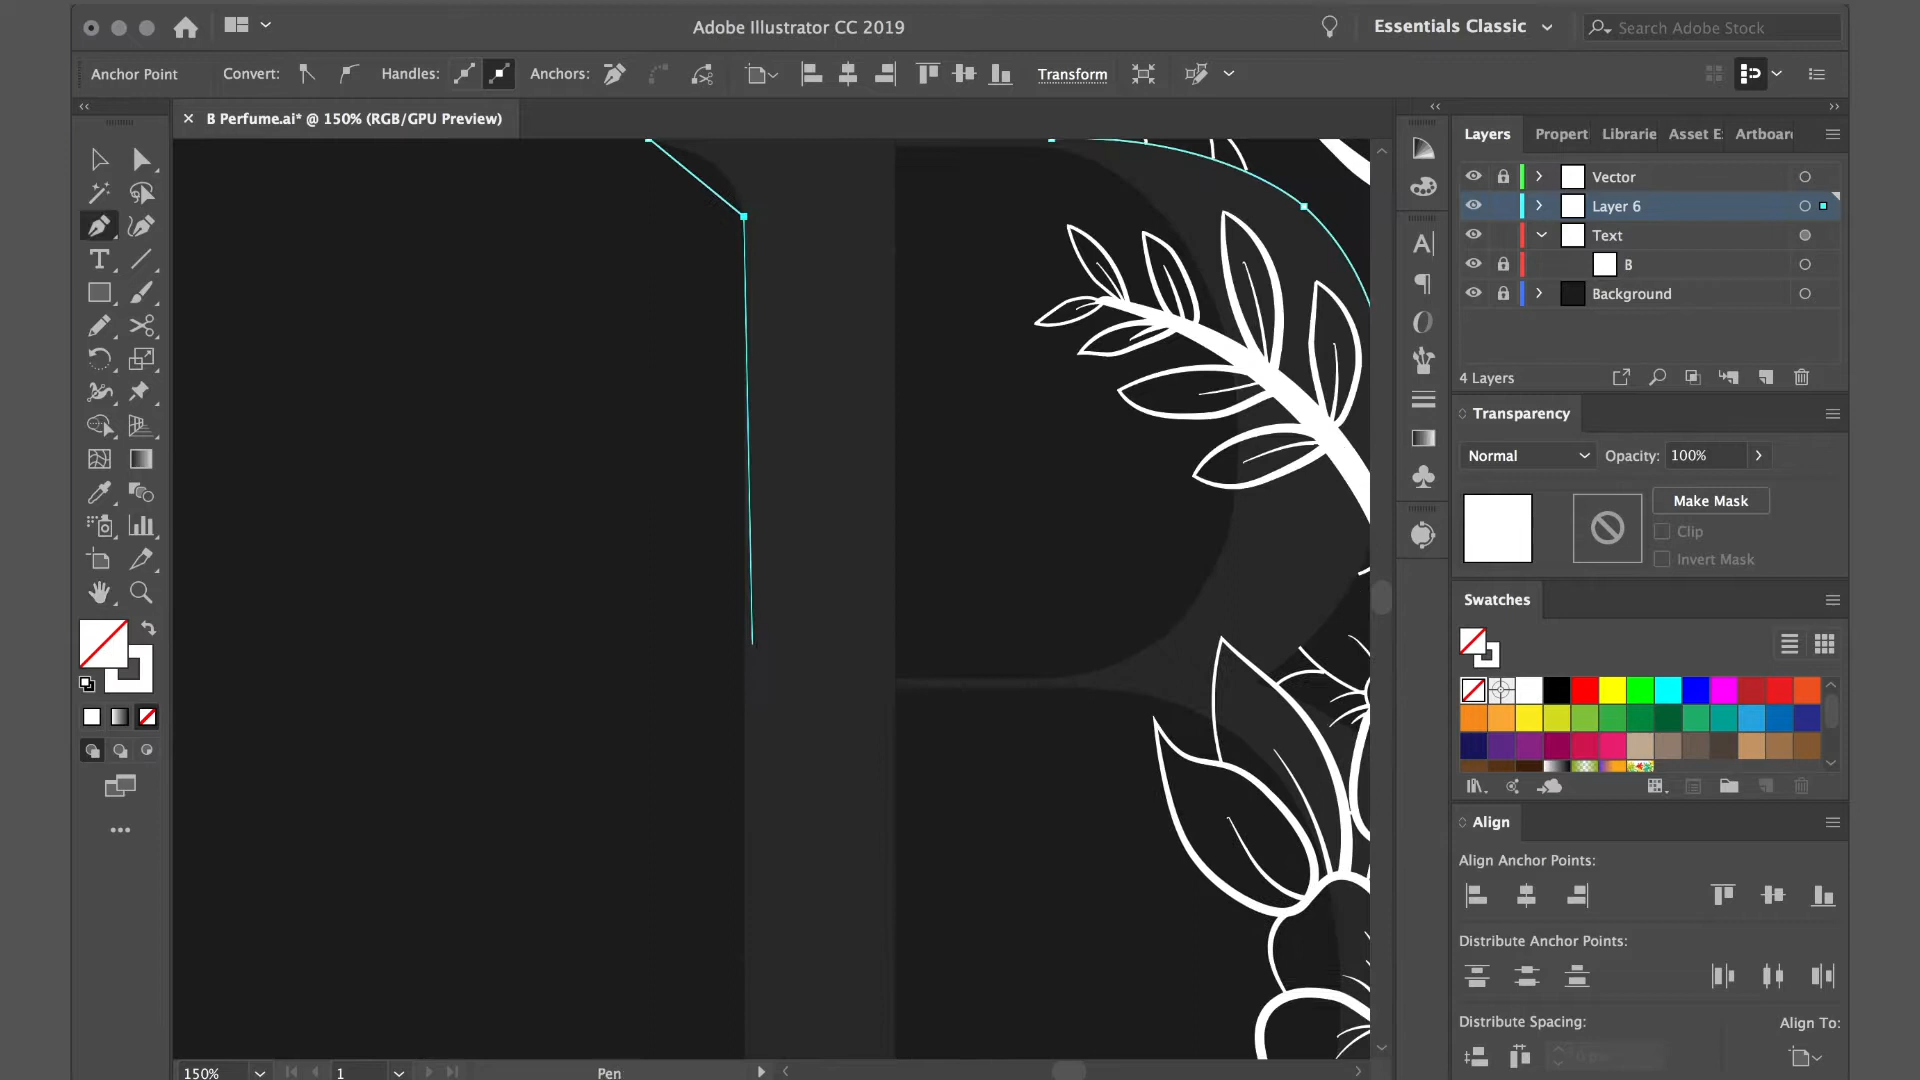 Adobe Illustrator CC 2019
Essentials Classic
Search Adobe Stock
Anchor Point
Convert:
Handles:
Anchors:
Transform
B Perfume.ai* @ 150% (RGB/GPU Preview)
Layers
Propert
Librarie
Asset E:
Artboar
Vector
Layer 6
Text
B
Background
4 Layers
Transparency
Normal
Opacity:
100%
Make Mask
Clip
Invert Mask
Swatches
Align
Align Anchor Points:
Distribute Anchor Points:
Distribute Spacing:
Align To:
0 px
150%
1
Pen